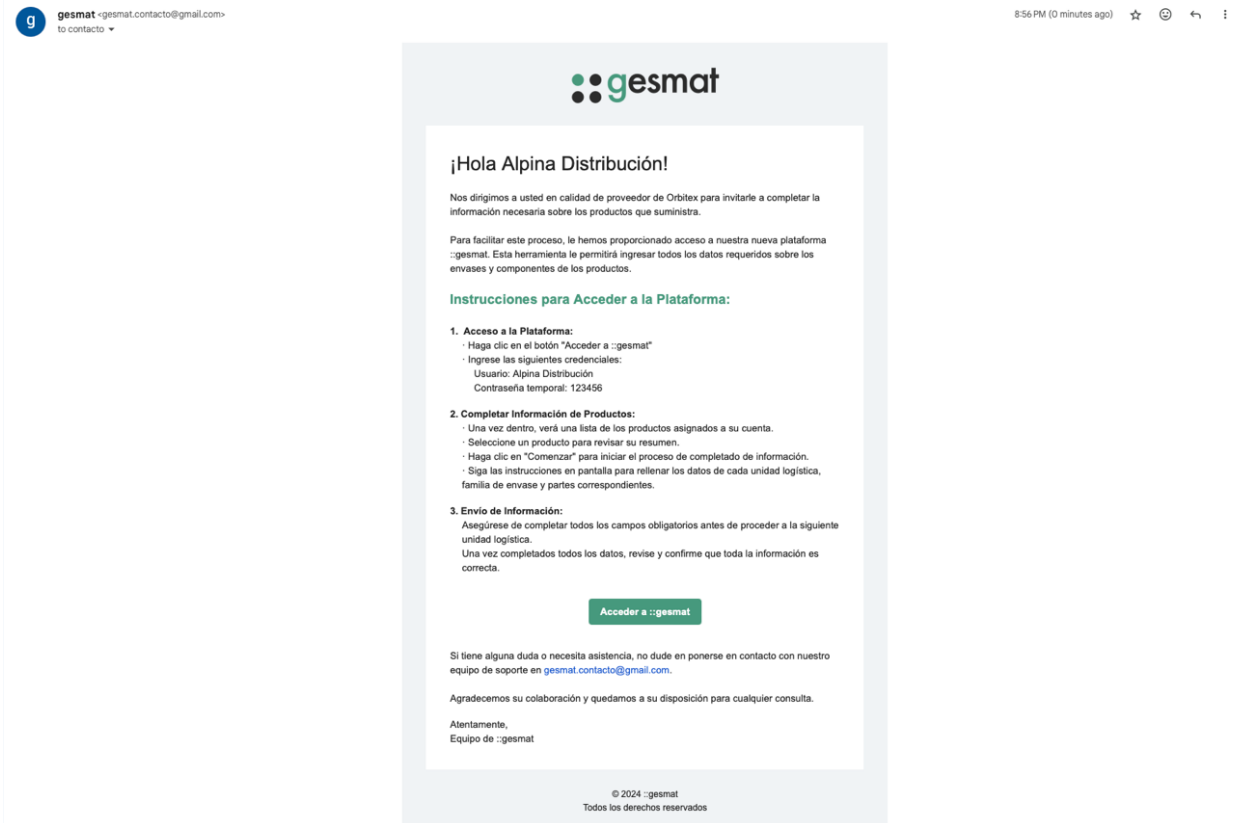 g
gesmat <gesmat.contacto@gmail.com>
to contacto
8:56 PM (0 minutes ago)
::gesmat
¡Hola Alpina Distribución!
Nos dirigimos a usted en calidad de proveedor de Orbitex para invitarle a completar la
información necesaria sobre los productos que suministra.
Para facilitar este proceso, le hemos proporcionado acceso a nuestra nueva plataforma
::gesmat. Esta herramienta le permitirá ingresar todos los datos requeridos sobre los
envases y componentes de los productos.
Instrucciones para Acceder a la Plataforma:
1. Acceso a la Plataforma:
· Haga clic en el botón "Acceder a ::gesmat"
· Ingrese las siguientes credenciales:
Usuario: Alpina Distribución
Contraseña temporal: 123456
2. Completar Información de Productos:
· Una vez dentro, verá una lista de los productos asignados a su cuenta.
· Seleccione un producto para revisar su resumen.
· Haga clic en "Comenzar" para iniciar el proceso de completado de información.
· Siga las instrucciones en pantalla para rellenar los datos de cada unidad logística,
familia de envase y partes correspondientes.
3. Envío de Información:
Asegúrese de completar todos los campos obligatorios antes de proceder a la siguiente
unidad logística.
Una vez completados todos los datos, revise y confirme que toda la información es
correcta.
Acceder a ::gesmat
Si tiene alguna duda o necesita asistencia, no dude en ponerse en contacto con nuestro
equipo de soporte en gesmat.contacto@gmail.com.
Agradecemos su colaboración y quedamos a su disposición para cualquier consulta.
Atentamente,
Equipo de ::gesmat
© 2024 ::gesmat
Todos los derechos reservados